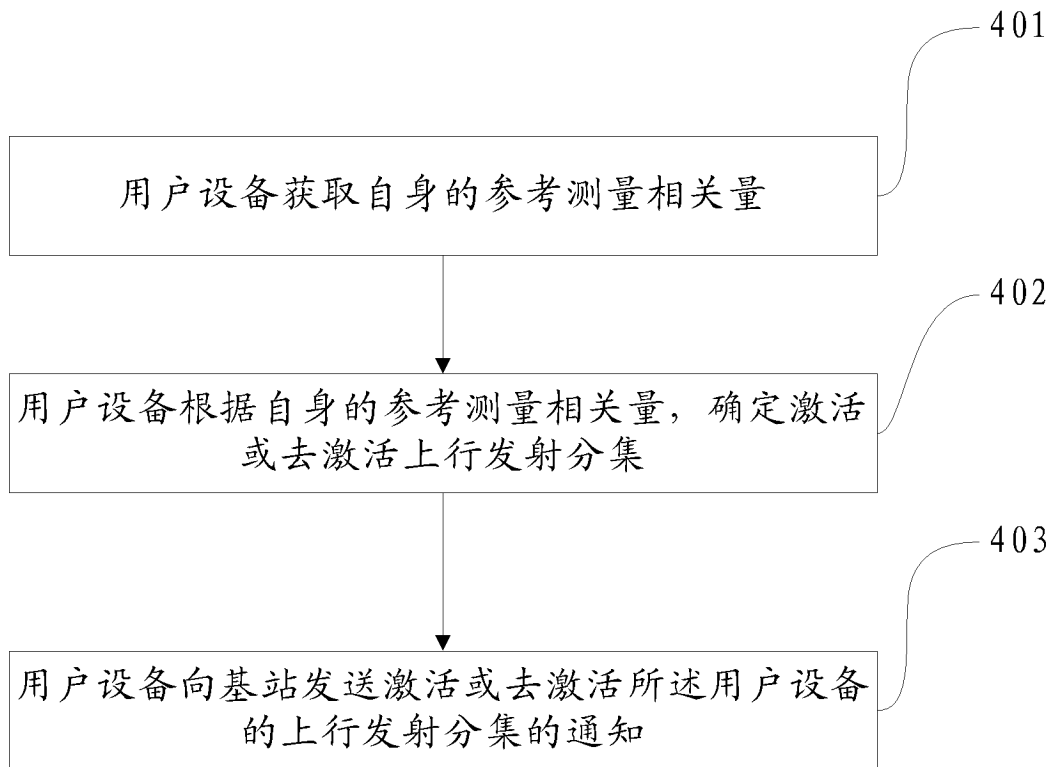 401
用户设备获取自身的参考测量相关量
402
用户设备根据自身的参考测量相关量，确定激活
或去激活上行发射分集
403
用户设备向基站发送激活或去激活所述用户设备
的上行发射分集的通知